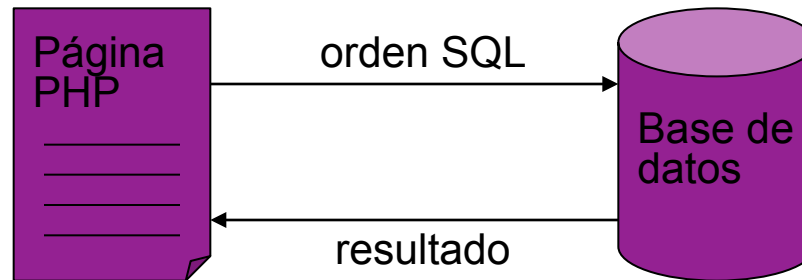 Página
PHP
orden SQL
Base de
datos
resultado